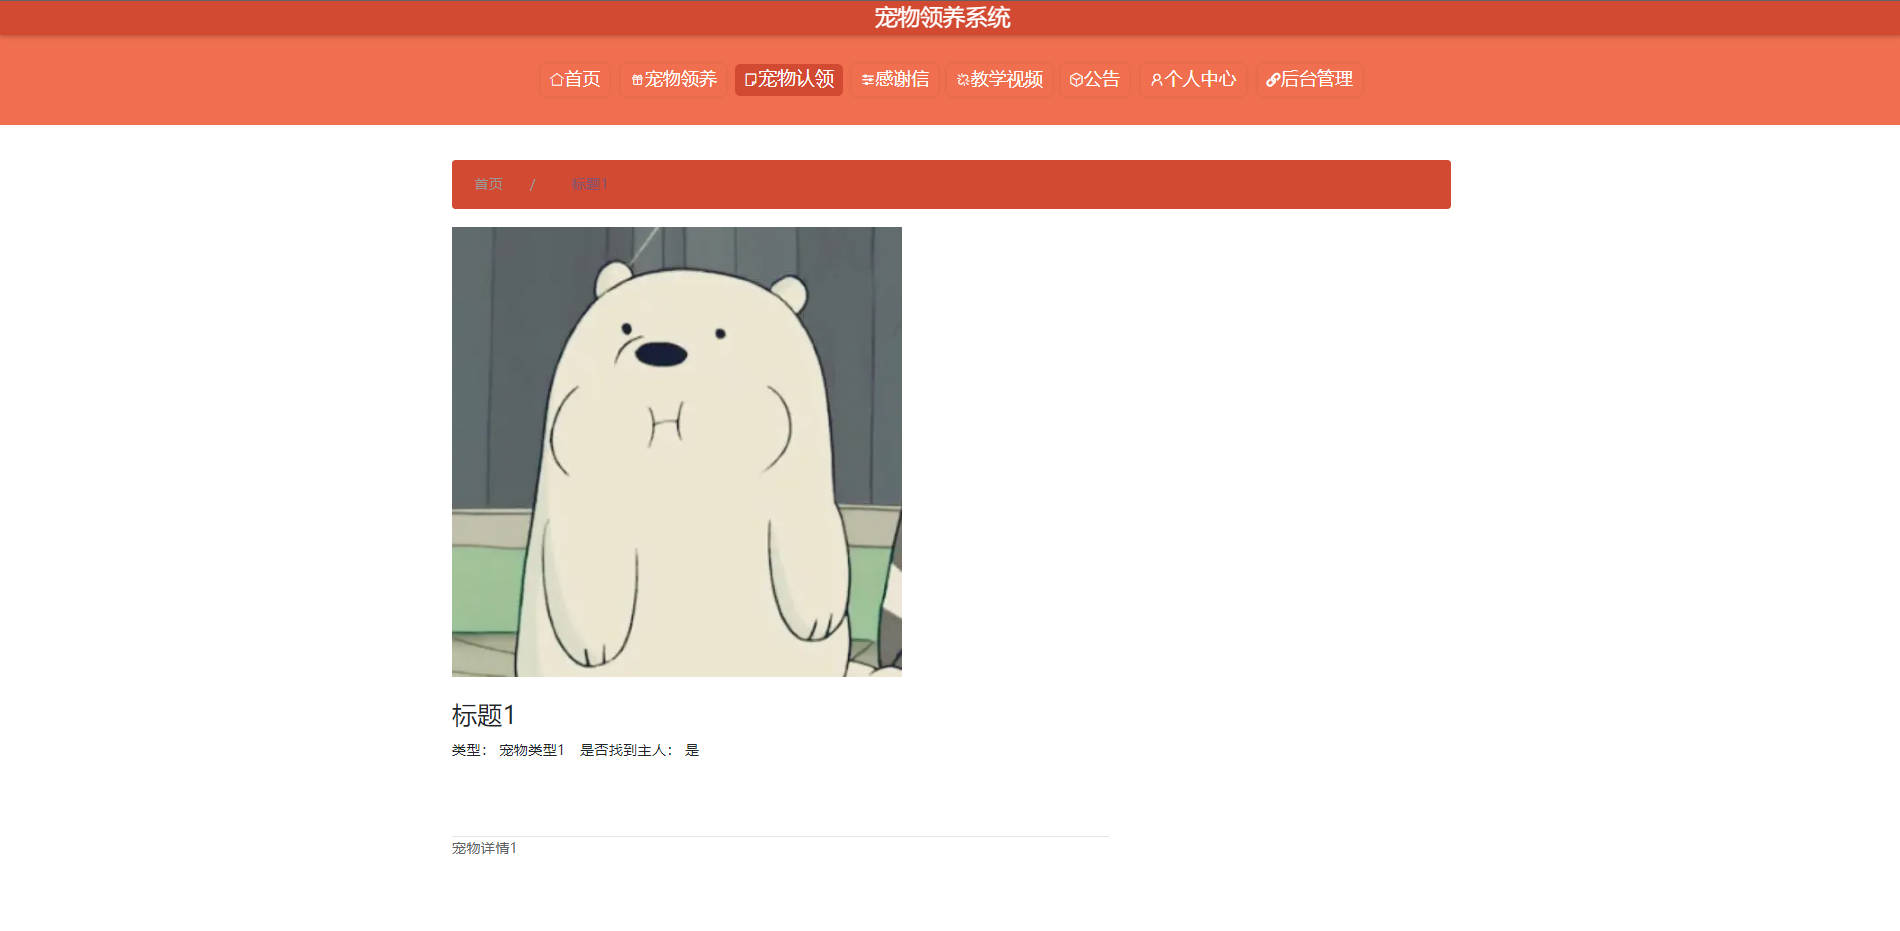 宠物领养系统
首页 宠物领养 宠物认领 感谢信 教学视频 公告 个人中心 后台管理
首页 / 标题1
标题1
类型： 宠物类型1 是否找到主人： 是
宠物详情1